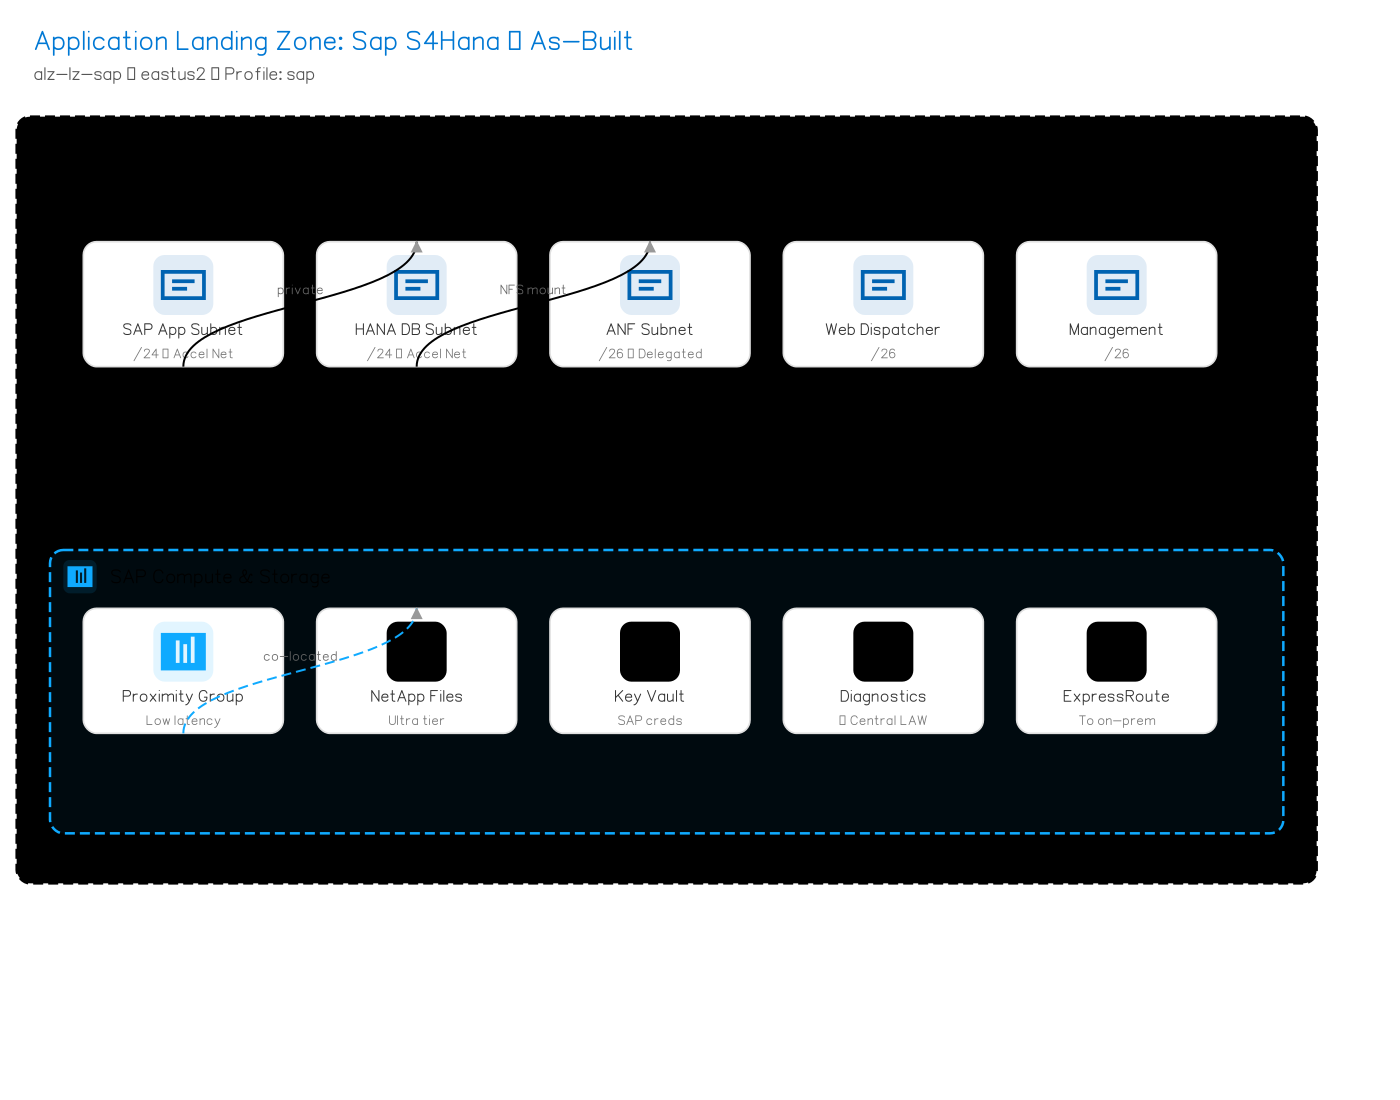 Application Landing Zone: Sap S4Hana ▯ As-Built
alz-lz-sap ▯ eastus2 ▯ Profile: sap
private
NFS mount
SAP App Subnet
HANA DB Subnet
ANF Subnet
Web Dispatcher
Management
/24 ▯ Accel Net
/24 ▯ Accel Net
/26 ▯ Delegated
/26
/26
SAP Compute & Storage
co-located
Proximity Group
NetApp Files
Key Vault
Diagnostics
ExpressRoute
Low latency
Ultra tier
SAP creds
▯ Central LAW
To on-prem